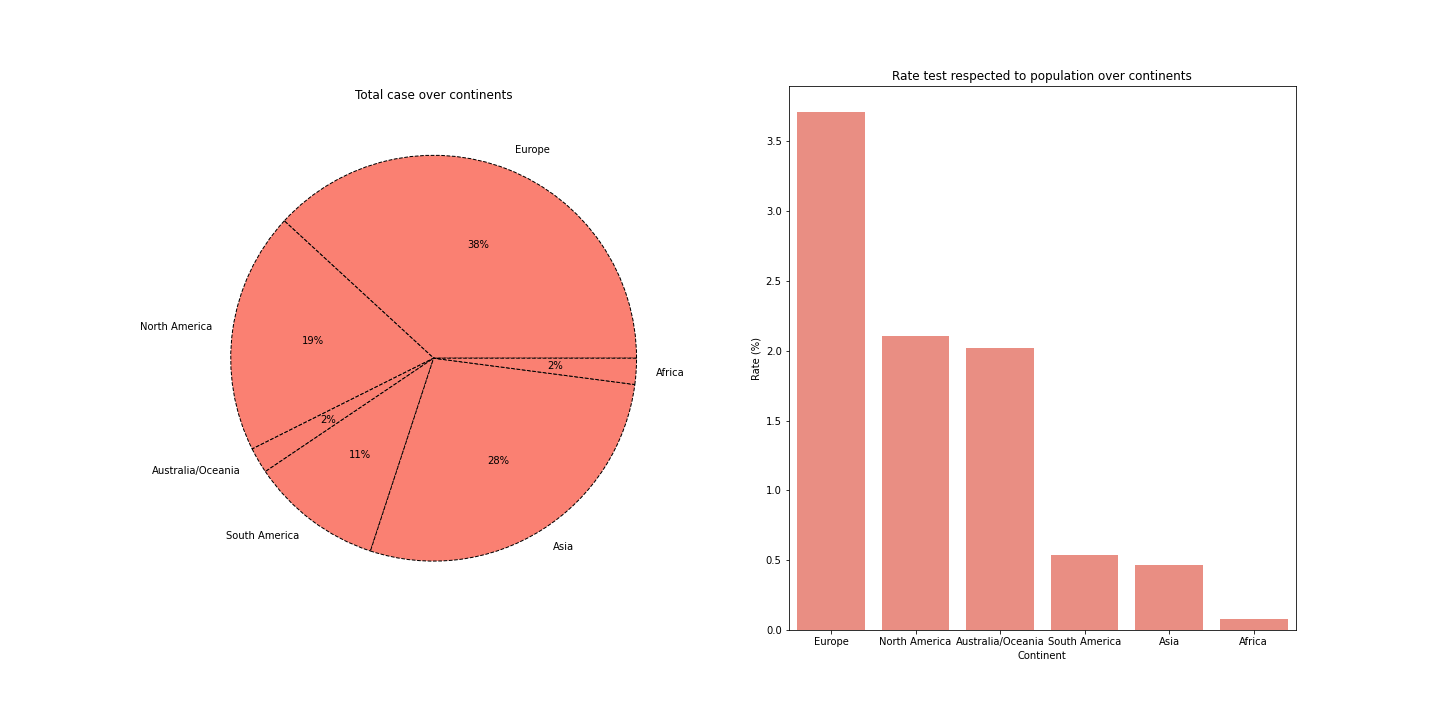 Total case over continents
Europe
38%
North America
19%
2%
Africa
2%
Australia/Oceania
11%
28%
South America
Asia
Rate test respected to population over continents
3.5
3.0
2.5
2.0
1.5
1.0
0.5
0.0
Rate (%)
Europe North America Australia/Oceania South America Asia Africa
Continent